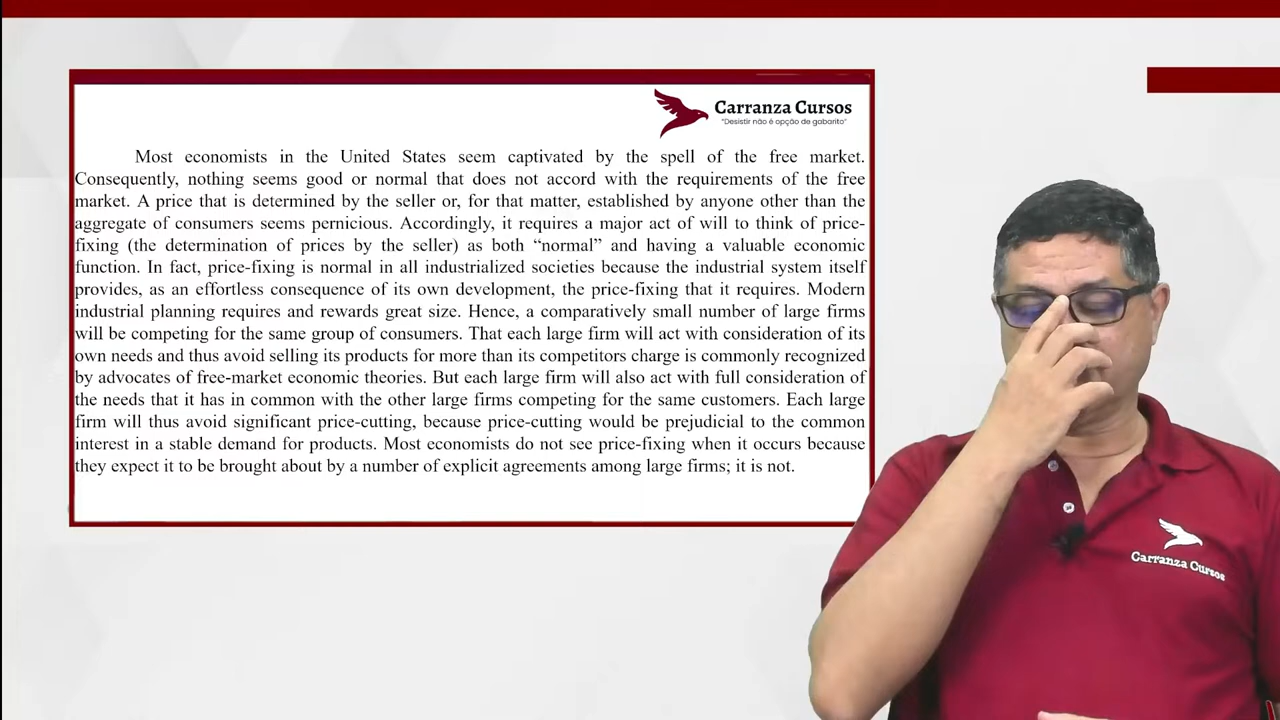 Carranza Cursos
"Desistir não é opção de gabarito"
Most economists in the United States seem captivated by the spell of the free market.
Consequently, nothing seems good or normal that does not accord with the requirements of the free
market. A price that is determined by the seller or, for that matter, established by anyone other than the
aggregate of consumers seems pernicious. Accordingly, it requires a major act of will to think of price-
fixing (the determination of prices by the seller) as both “normal” and having a valuable economic
function. In fact, price-fixing is normal in all industrialized societies because the industrial system itself
provides, as an effortless consequence of its own development, the price-fixing that it requires. Modern
industrial planning requires and rewards great size. Hence, a comparatively small number of large firms
will be competing for the same group of consumers. That each large firm will act with consideration of its
own needs and thus avoid selling its products for more than its competitors charge is commonly recognized
by advocates of free-market economic theories. But each large firm will also act with full consideration of
the needs that it has in common with the other large firms competing for the same customers. Each large
firm will thus avoid significant price-cutting, because price-cutting would be prejudicial to the common
interest in a stable demand for products. Most economists do not see price-fixing when it occurs because
they expect it to be brought about by a number of explicit agreements among large firms; it is not.
Carranza Cursos